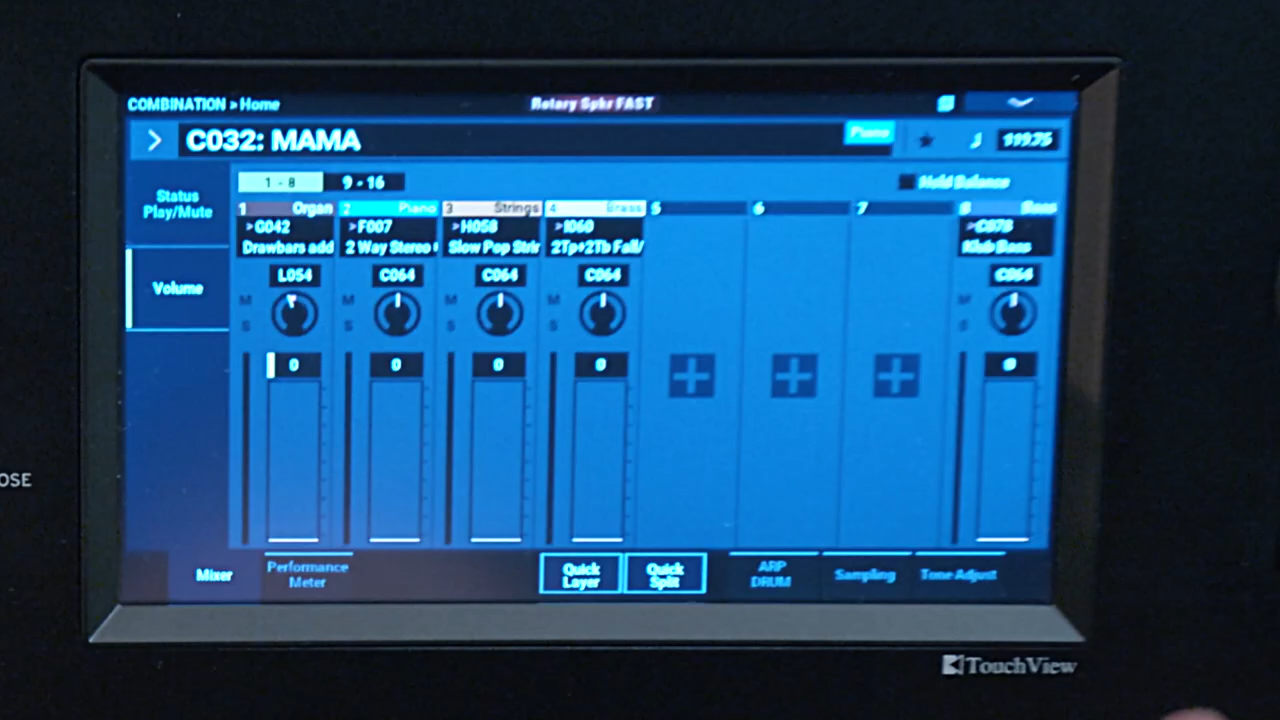 COMBINATION > Home
Rotary Spkr FAST
C032: MAMA
Piano
119.75
Status
Play/Mute
1 - 8
9 - 16
Hold Balance
1 Organ
2 Piano
3 Strings
4 Brass
5
6
7
8 Bass
>C042
>F007
>H058
>I060
Drawbars add
2 Way Stereo
Slow Pop Strir
2Tp+2Tb Fall/
Klub Bass
L054
C064
C064
C064
C064
Volume
M
M
M
M
M
S
S
S
S
S
0
0
0
0
0
Mixer
Performance
Meter
Quick
Layer
Quick
Split
ARP
DRUM
Sampling
Tone Adjust
OSE
TouchView